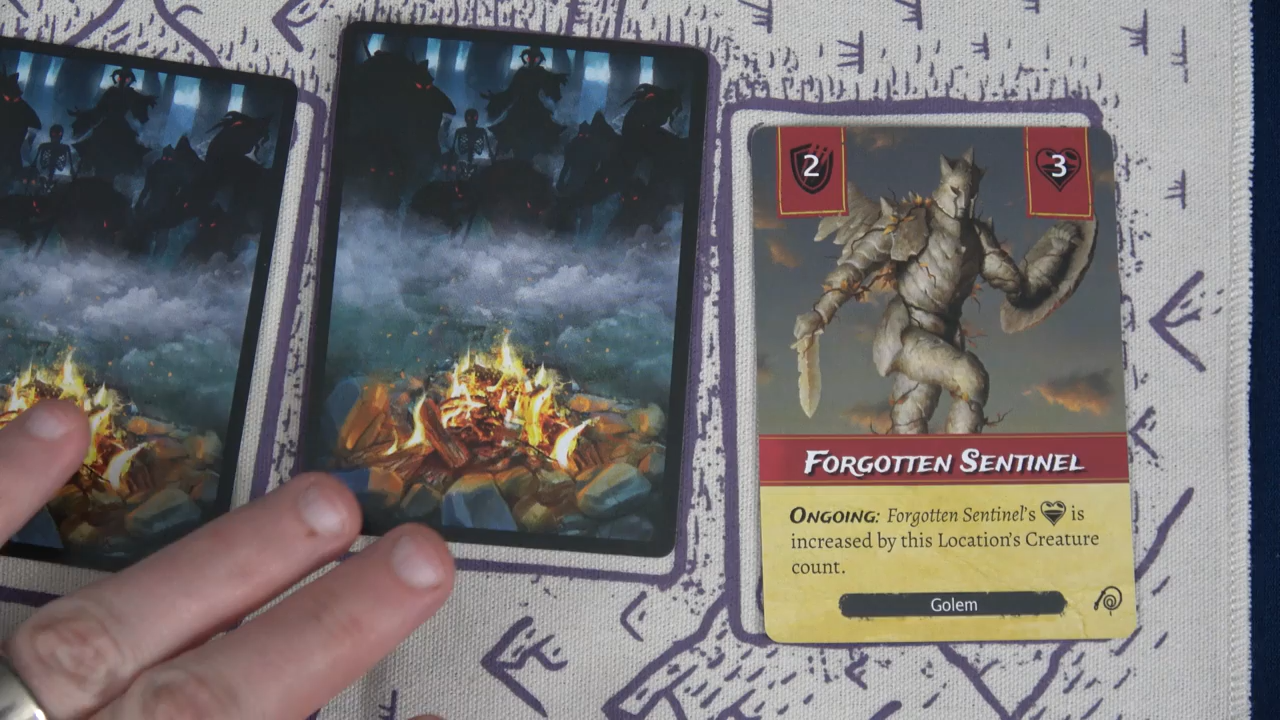 2
3
FORGOTTEN SENTINEL
ONGOING: Forgotten Sentinel's is
increased by this Location's Creature
count.
Golem